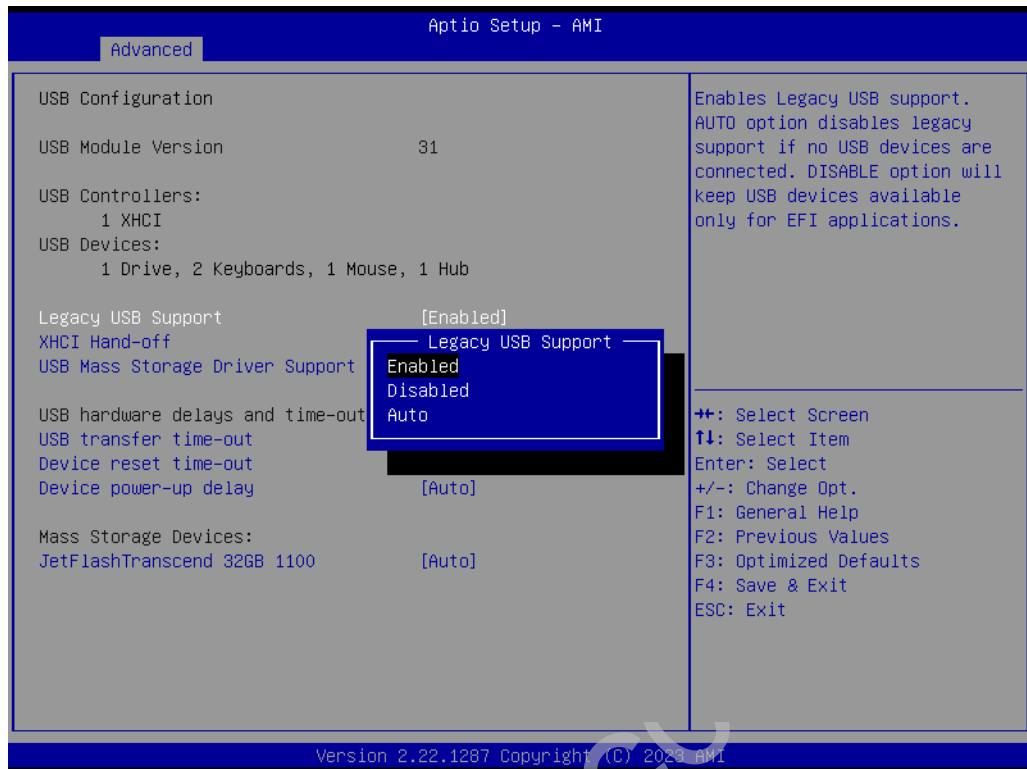 Aptio Setup – AMI
Advanced
USB Configuration
USB Module Version 31
USB Controllers:
1 XHCI
USB Devices:
1 Drive, 2 Keyboards, 1 Mouse, 1 Hub
Legacy USB Support [Enabled]
XHCI Hand-off
USB Mass Storage Driver Support
USB hardware delays and time-out
USB transfer time-out
Device reset time-out
Device power-up delay [Auto]
Mass Storage Devices:
JetFlashTranscend 32GB 1100 [Auto]
Legacy USB Support
Enabled
Disabled
Auto
Enables Legacy USB support.
AUTO option disables legacy
support if no USB devices are
connected. DISABLE option will
keep USB devices available
only for EFI applications.
→←: Select Screen
↑↓: Select Item
Enter: Select
+/-: Change Opt.
F1: General Help
F2: Previous Values
F3: Optimized Defaults
F4: Save & Exit
ESC: Exit
Version 2.22.1287 Copyright (C) 2023 AMI